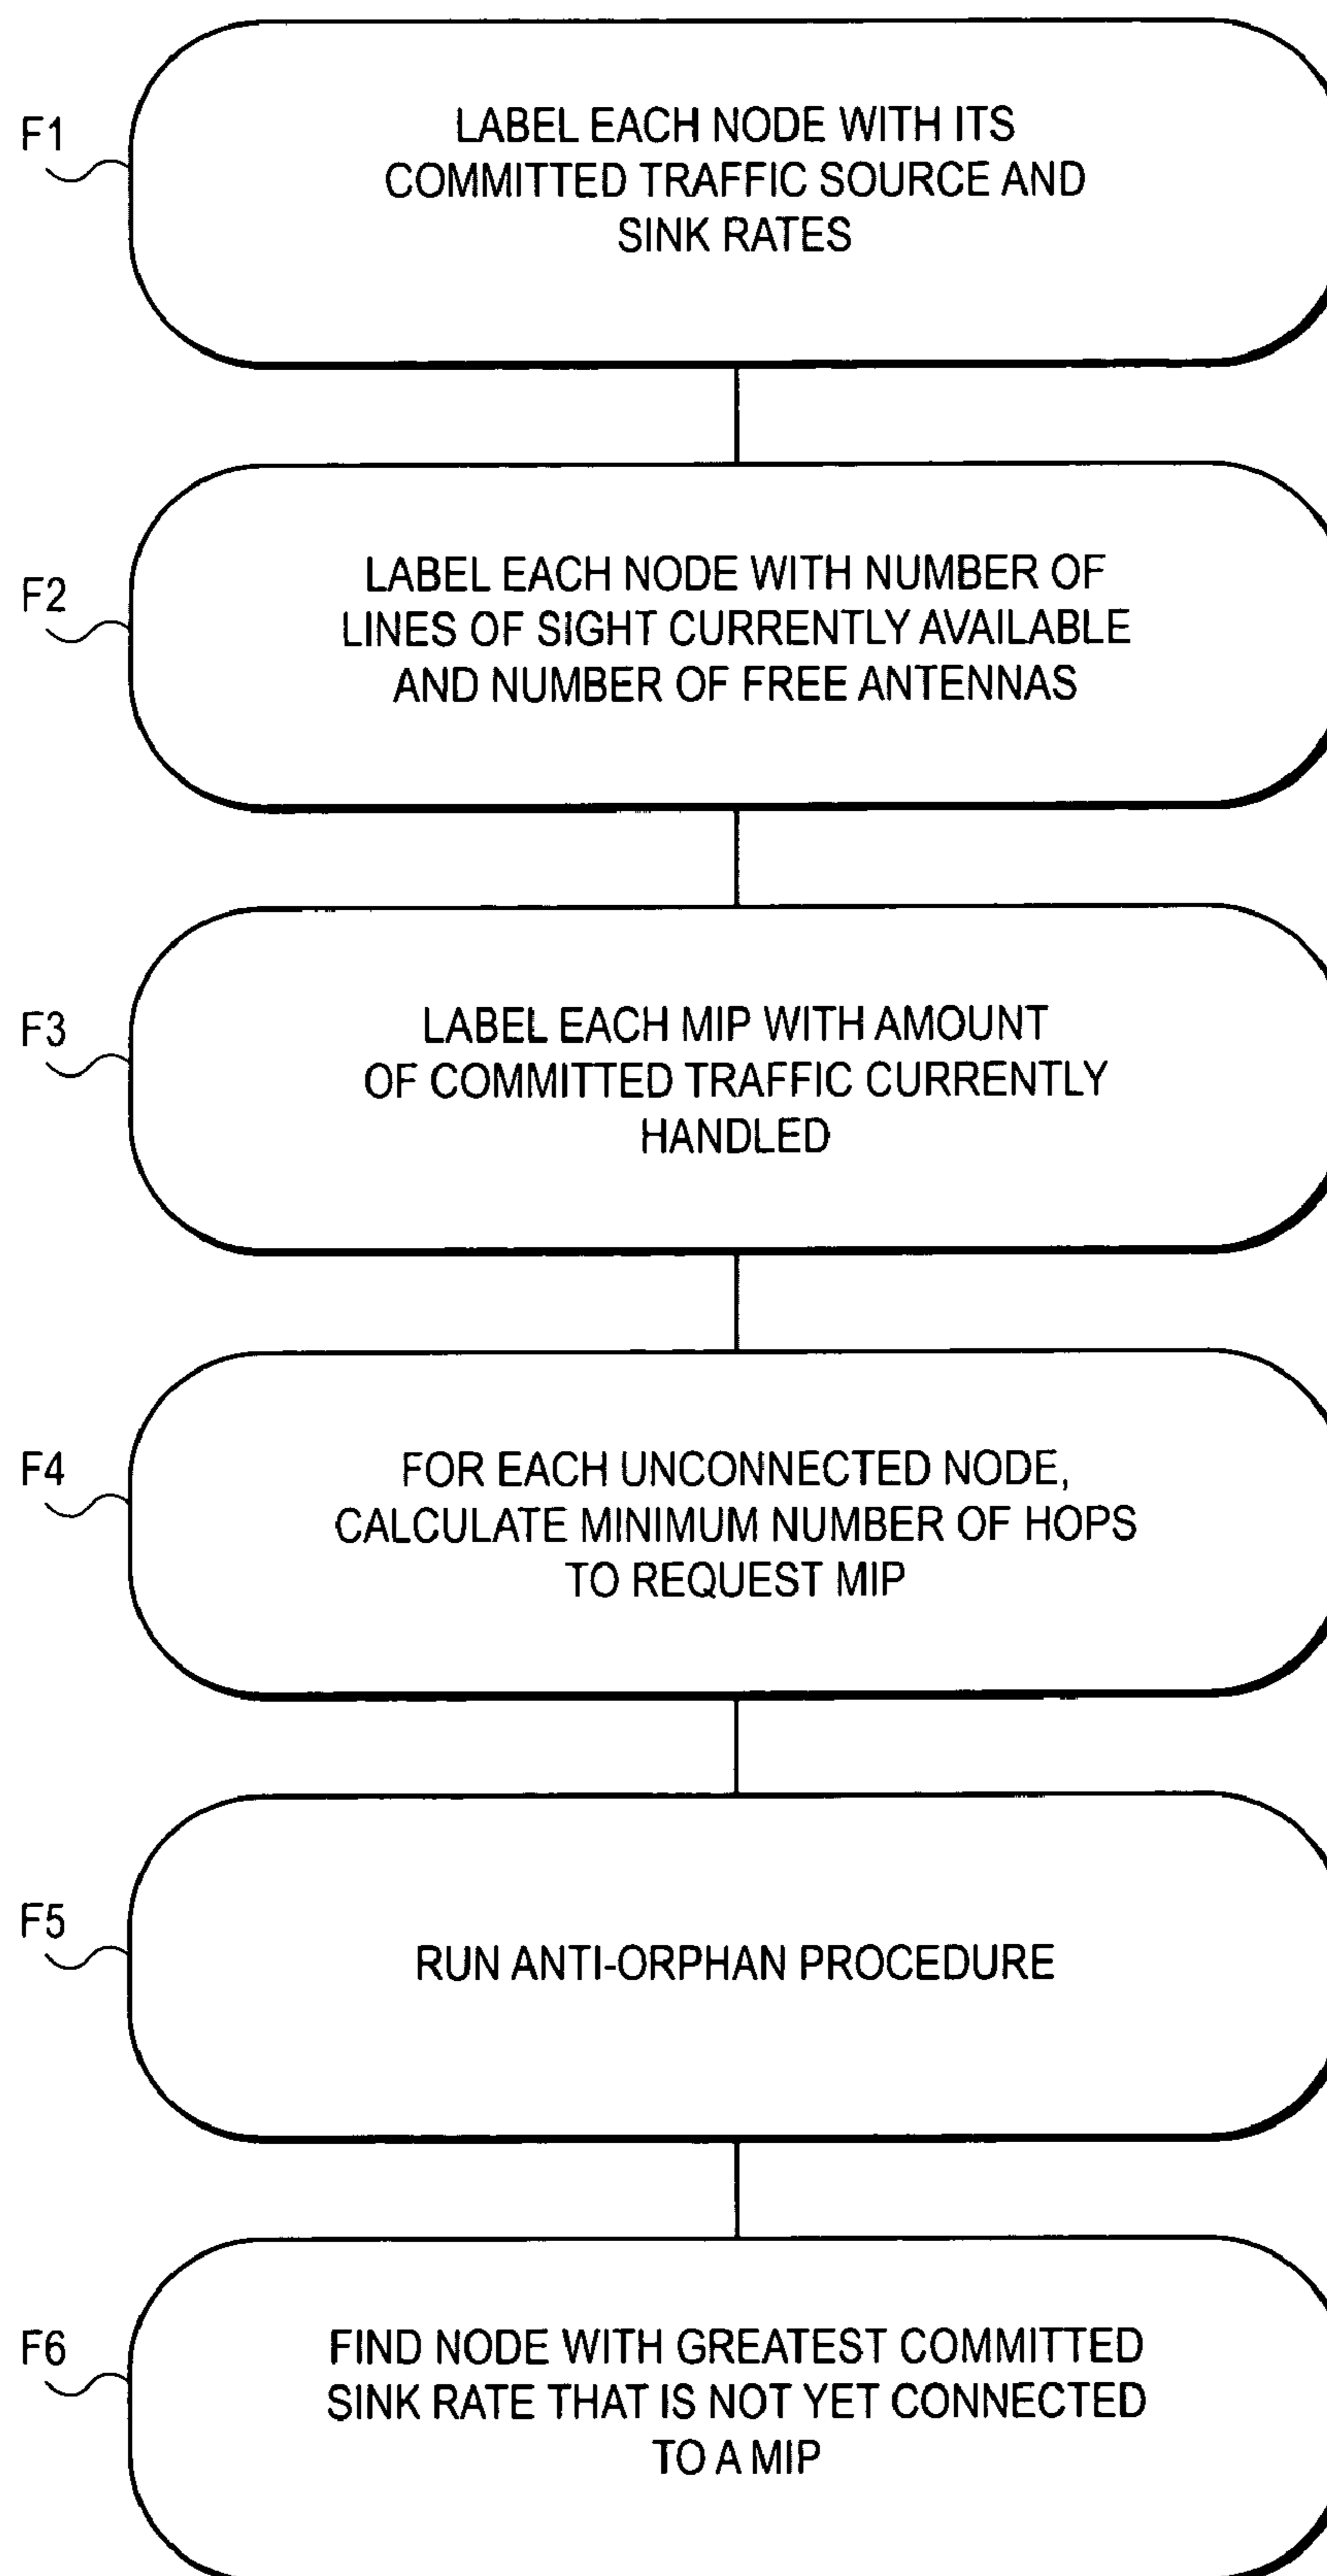 F1
LABEL EACH NODE WITH ITS
COMMITTED TRAFFIC SOURCE AND
SINK RATES
F2
LABEL EACH NODE WITH NUMBER OF
LINES OF SIGHT CURRENTLY AVAILABLE
AND NUMBER OF FREE ANTENNAS
F3
LABEL EACH MIP WITH AMOUNT
OF COMMITTED TRAFFIC CURRENTLY
HANDLED
F4
FOR EACH UNCONNECTED NODE,
CALCULATE MINIMUM NUMBER OF HOPS
TO REQUEST MIP
F5
RUN ANTI-ORPHAN PROCEDURE
F6
FIND NODE WITH GREATEST COMMITTED
SINK RATE THAT IS NOT YET CONNECTED
TO A MIP